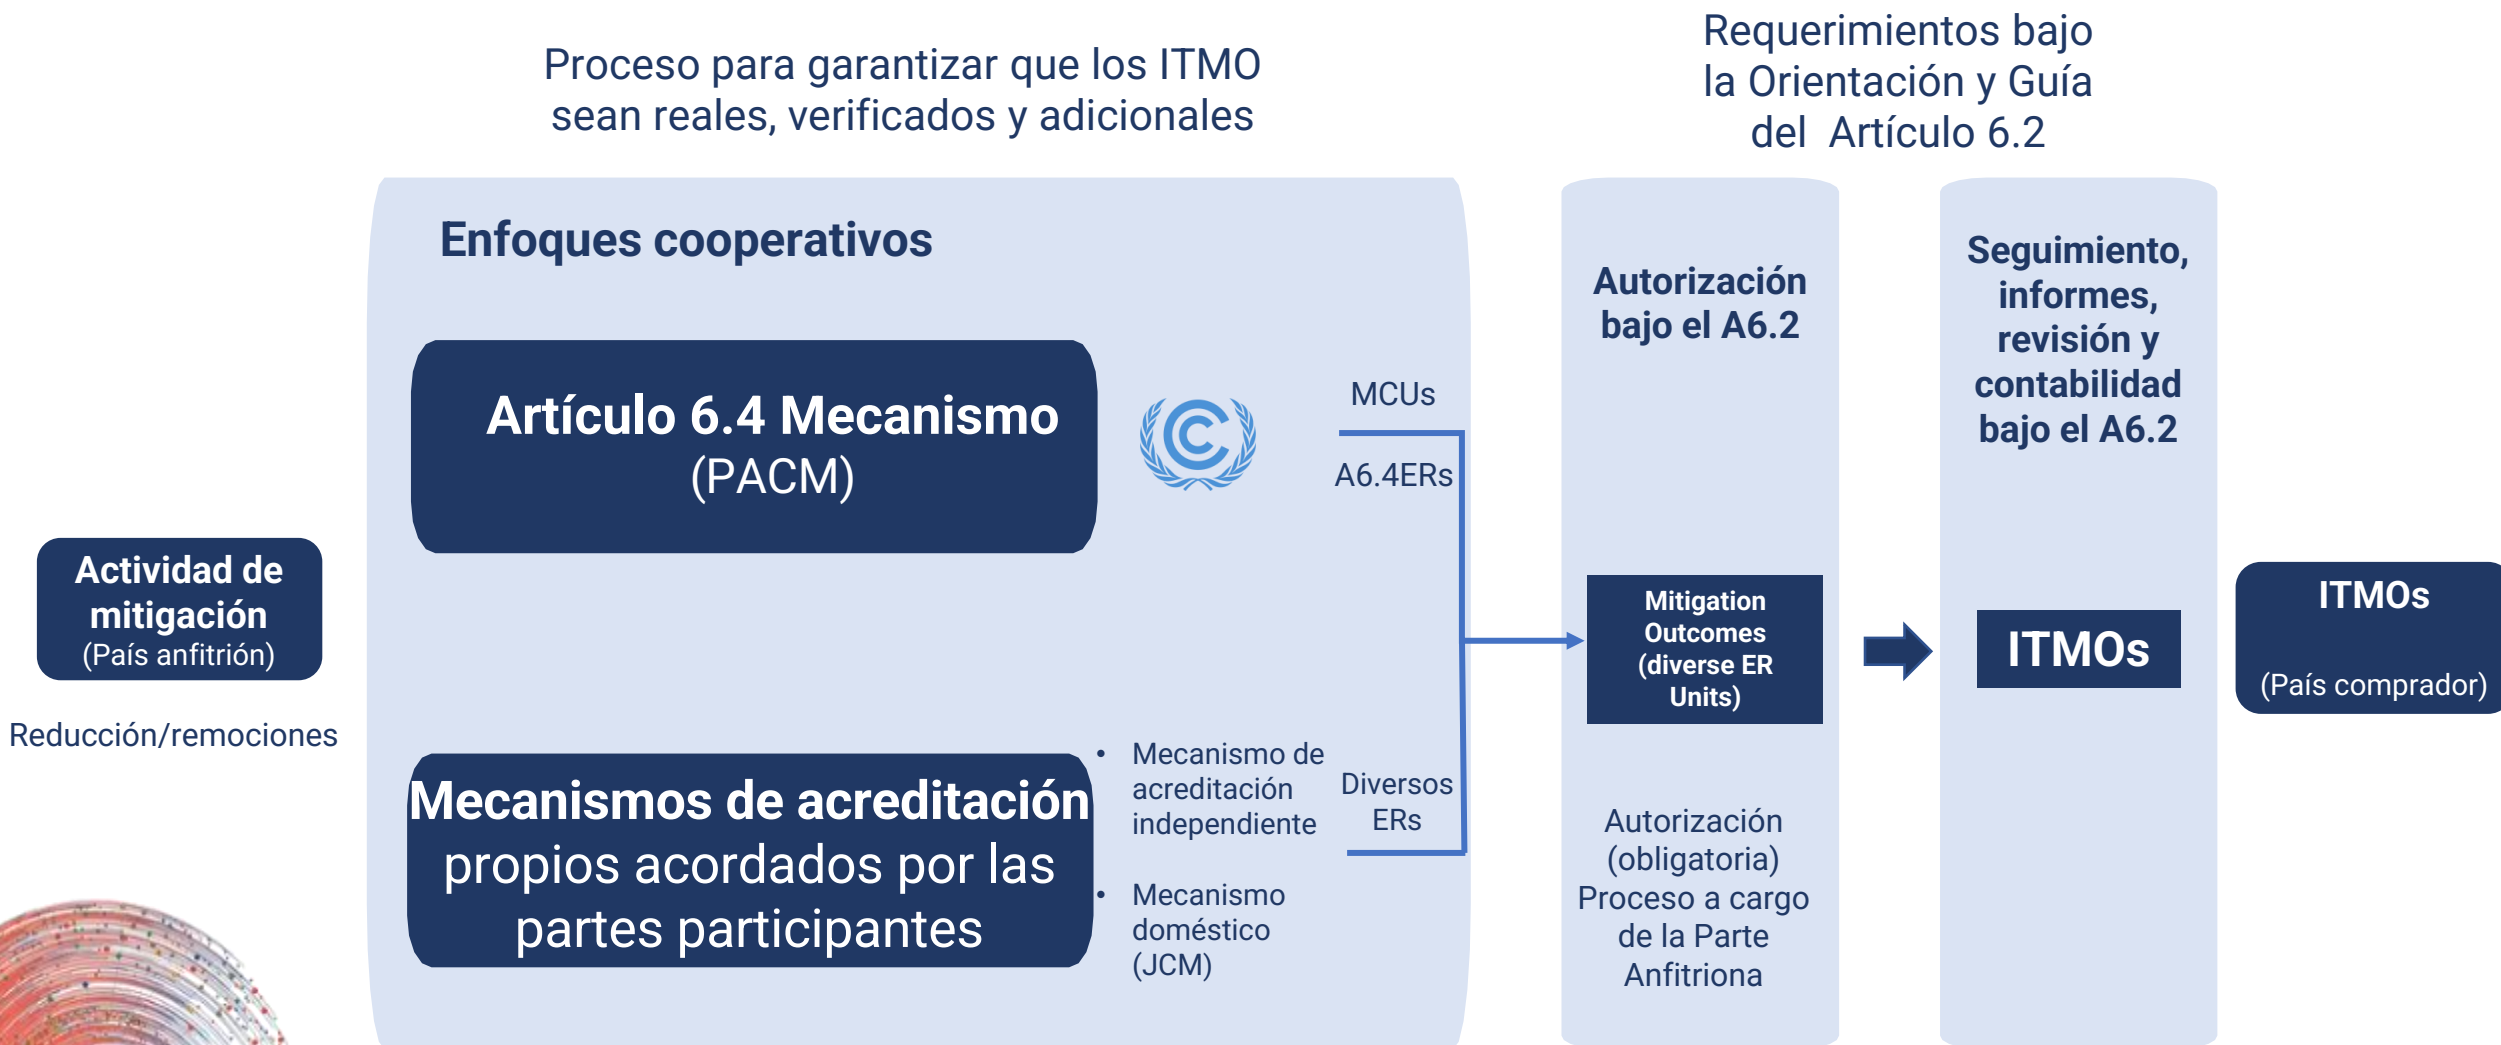 Proceso para garantizar que los ITMO
sean reales, verificados y adicionales
Requerimientos bajo
la Orientación y Guía
del Artículo 6.2
Actividad de
mitigación
(País anfitrión)
Reducción/remociones
Enfoques cooperativos
Artículo 6.4 Mecanismo
(PACM)
MCUs
A6.4ERs
Mecanismos de acreditación
propios acordados por las
partes participantes
• Mecanismo de
acreditación
independiente
• Mecanismo
doméstico
(JCM)
Diversos
ERs
Autorización
bajo el A6.2
Mitigation
Outcomes
(diverse ER
Units)
Autorización
(obligatoria)
Proceso a cargo
de la Parte
Anfitriona
Seguimiento,
informes,
revisión y
contabilidad
bajo el A6.2
ITMOs
ITMOs
(País comprador)